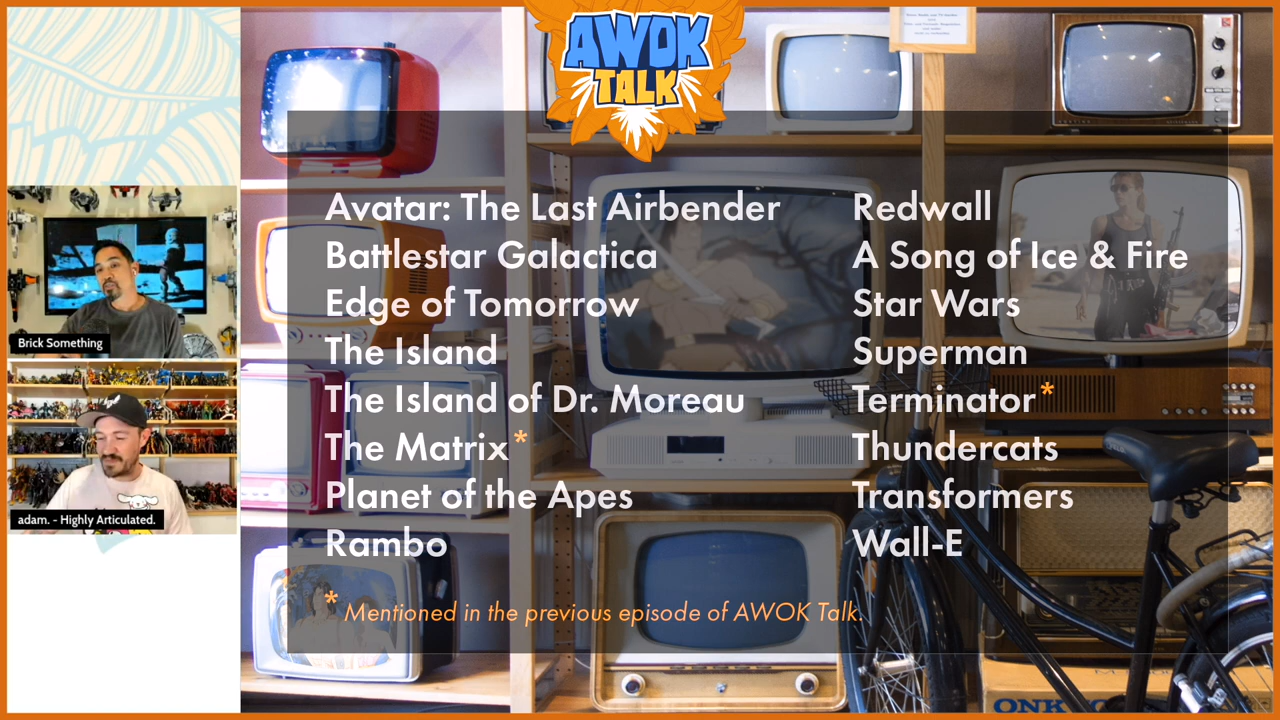 AWOK
TALK
Avatar: The Last Airbender
Battlestar Galactica
Edge of Tomorrow
The Island
The Island of Dr. Moreau
The Matrix*
Planet of the Apes
Rambo
Redwall
A Song of Ice & Fire
Star Wars
Superman
Terminator*
Thundercats
Transformers
Wall-E
* Mentioned in the previous episode of AWOK Talk.
Brick Something
adam. - Highly Articulated.